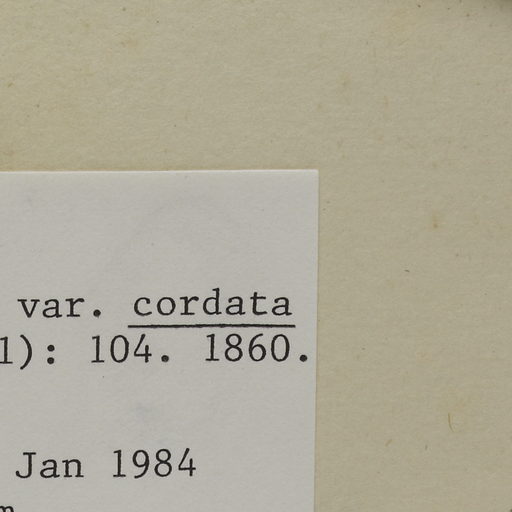 var. cordata
1): 104. 1860.
Jan 1984